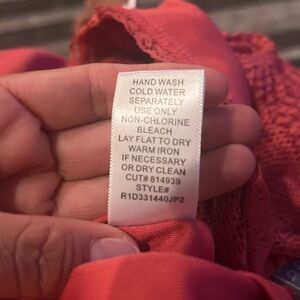 HAND WASH
COLD WATER
SEPARATELY
USE ONLY
NON-CHLORINE
BLEACH
LAY FLAT TO DRY
WARM IRON
IF NECESSARY
OR DRY CLEAN
CUT# 814939
STYLE#
R1D331440JP2